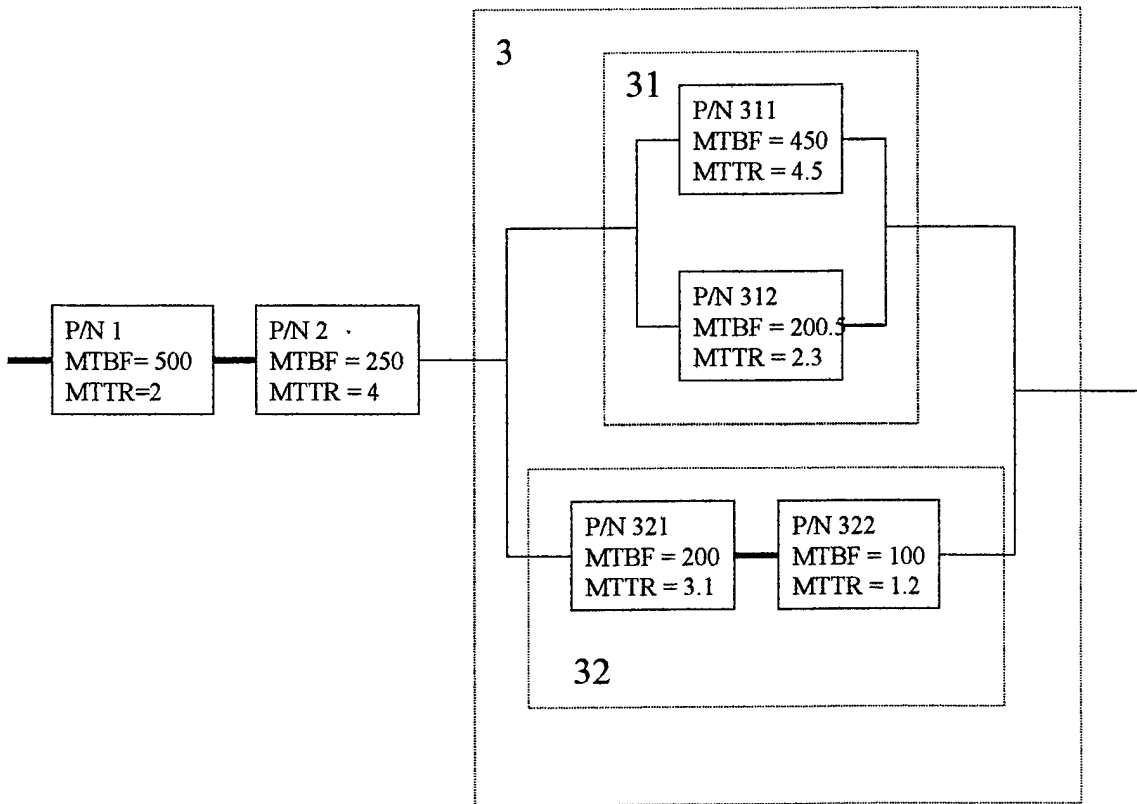 3
31
P/N 311
MTBF = 450
MTTR = 4.5
P/N 312
MTBF = 200.5
MTTR = 2.3
P/N 1
MTBF= 500
MTTR=2
P/N 2
MTBF = 250
MTTR = 4
P/N 321
MTBF = 200
MTTR = 3.1
P/N 322
MTBF = 100
MTTR = 1.2
32